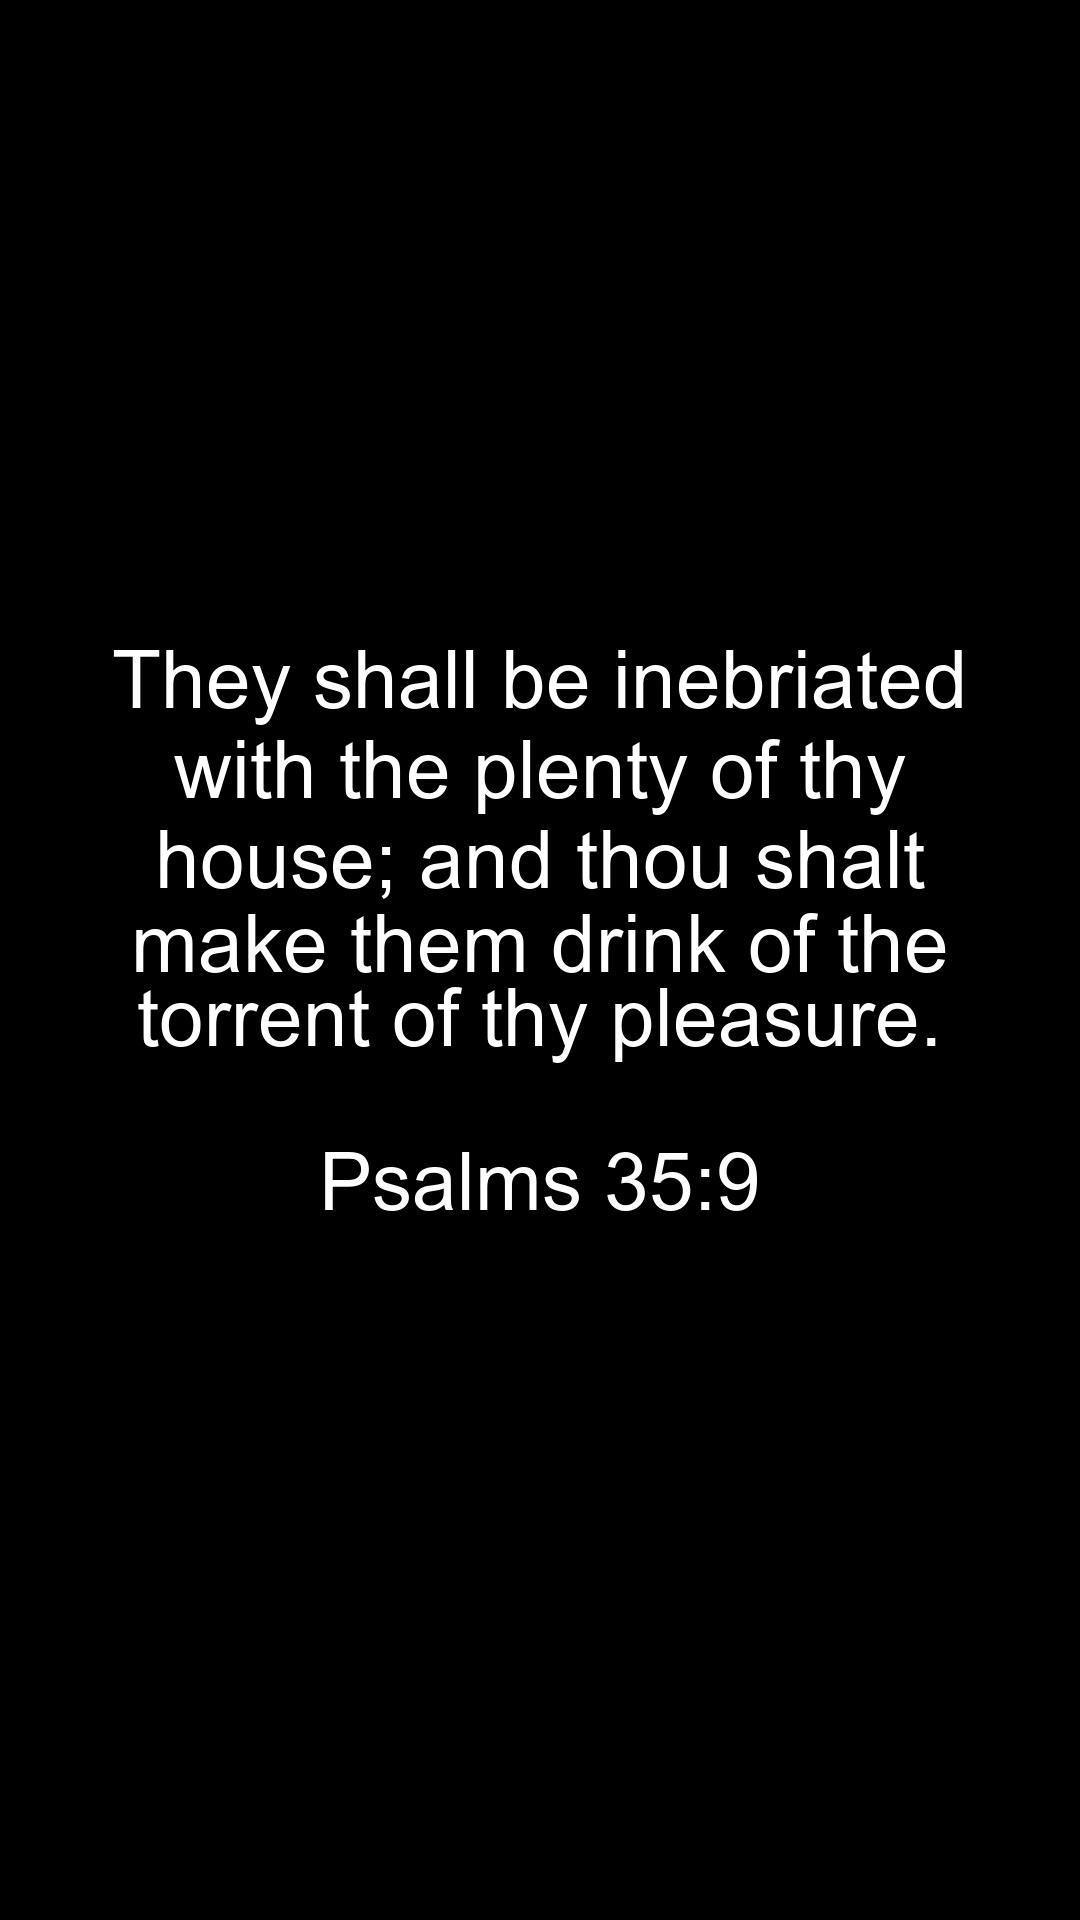 They shall be inebriated
with the plenty of thy
house; and thou shalt
make them drink of the
torrent of thy pleasure.
Psalms 35:9